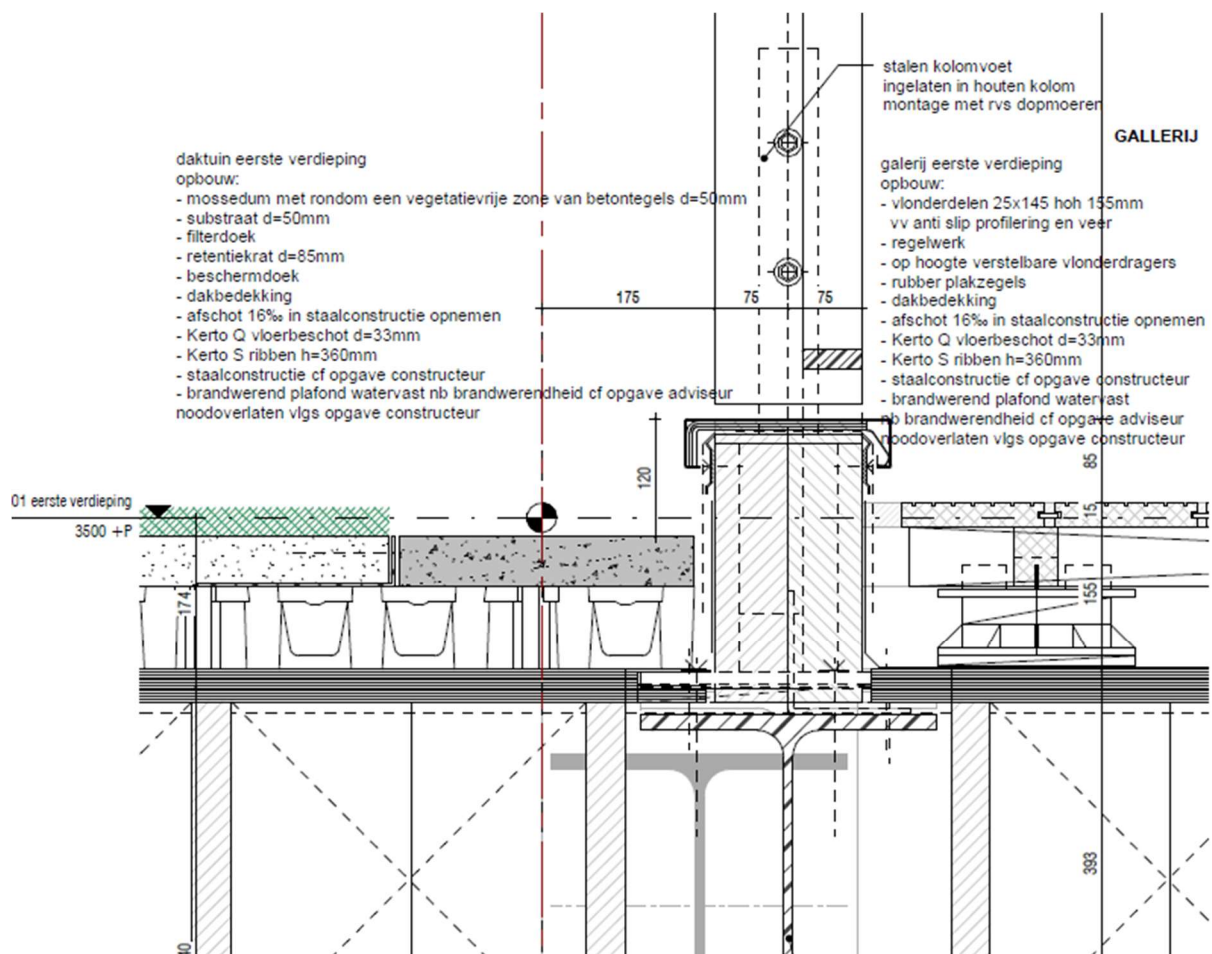 stalen kolomvoet
ingelaten in houten kolom
montage met rvs dopmoeren
GALLERIJ
daktuin eerste verdieping
opbouw:
- mossedum met rondom een vegetatievrije zone van betontegels d=50mm
- substraat d=50mm
- filterdoek
- retentiekrat d=85mm
- beschermdoek
- dakbedekking
- afschot 16‰ in staalconstructie opnemen
- Kerto Q vloerbeschot d=33mm
- Kerto S ribben h=360mm
- staalconstructie cf opgave constructeur
- brandwerend plafond watervast nb brandwerendheid cf opgave adviseur
noodoverlaten vlgs opgave constructeur
galerij eerste verdieping
opbouw:
- vlonderdelen 25x145 hoh 155mm
vv anti slip profilering en veer
- regelwerk
- op hoogte verstelbare vlonderdragers
- rubber plakzegels
- dakbedekking
- afschot 16‰ in staalconstructie opnemen
- Kerto Q vloerbeschot d=33mm
- Kerto S ribben h=360mm
- staalconstructie cf opgave constructeur
- brandwerend plafond watervast
nb brandwerendheid cf opgave adviseur
noodoverlaten vlgs opgave constructeur
175
75
75
120
85
15
155
393
01 eerste verdieping
3500 +P
174